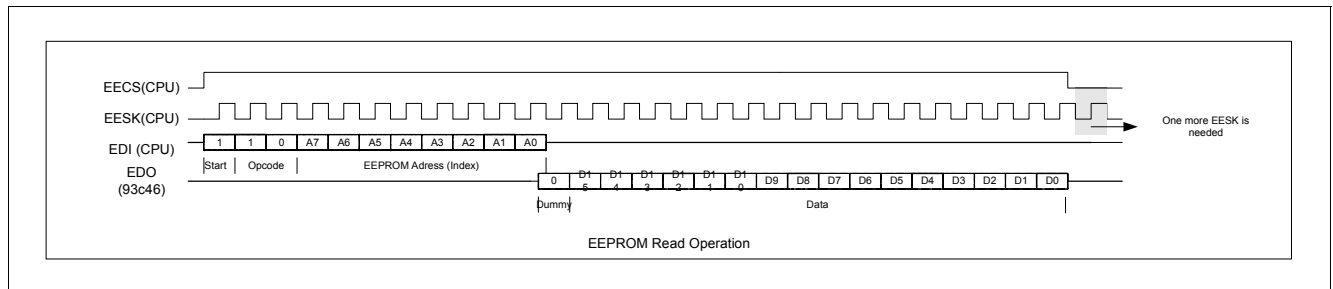 EECS(CPU)
EESK(CPU)
One more EESK is
needed
EDI (CPU)
1 1 0 A7 A6 A5 A4 A3 A2 A1 A0
Start Opcode EEPROM Adress (Index)
EDO
(93c46)
0 D15 D14 D13 D12 D11 D10 D9 D8 D7 D6 D5 D4 D3 D2 D1 D0
Dummy Data
EEPROM Read Operation